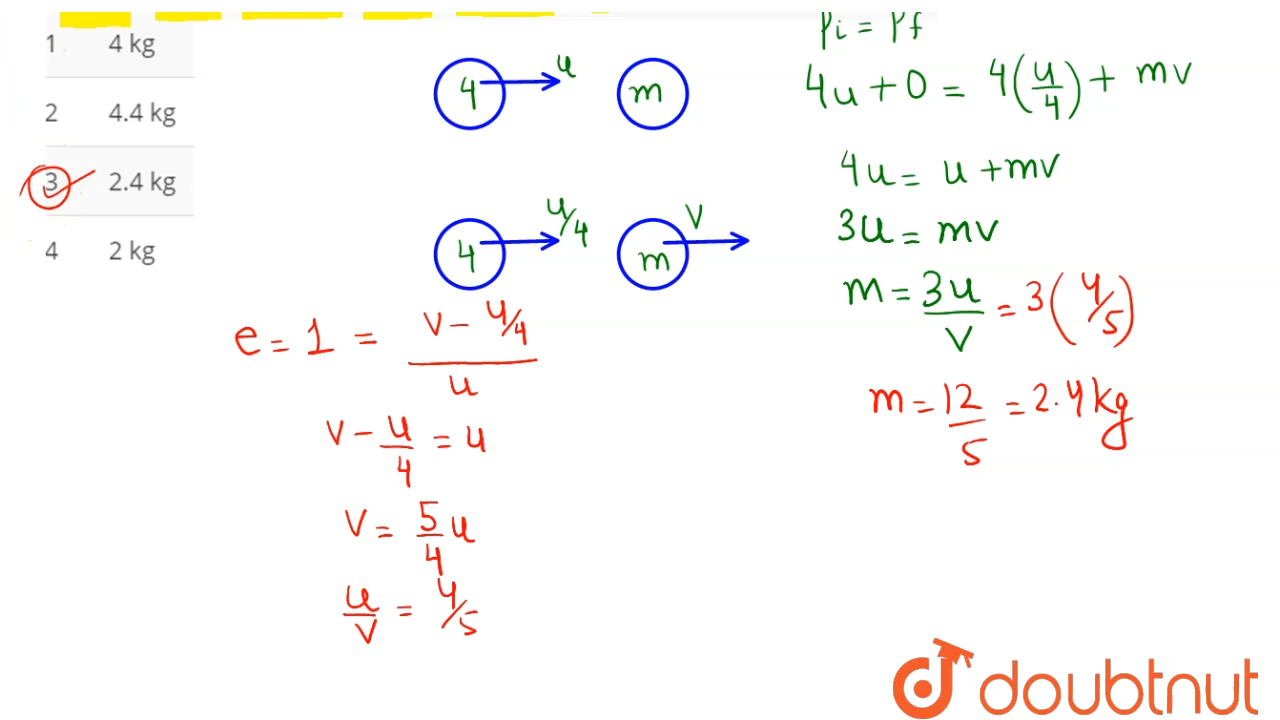 1 4 kg
2 4.4 kg
3 2.4 kg
4 2 kg
4 u m
4 u/4 m v
e = 1 = (v - u/4)/u
v - u/4 = u
v = 5/4 u
u/v = 4/5
Pi = Pf
4u + 0 = 4(u/4) + mv
4u = u + mv
3u = mv
m = 3u/v = 3(4/5)
m = 12/5 = 2.4 kg
doubtnut